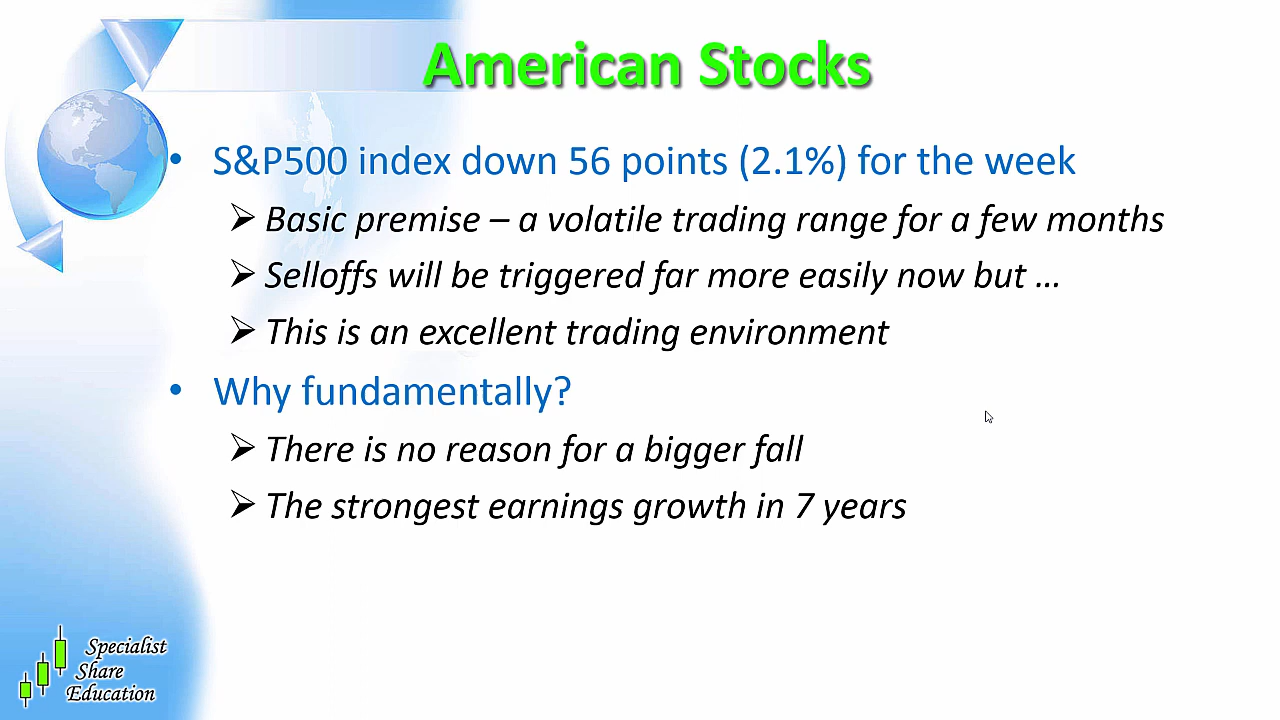 American Stocks
• S&P500 index down 56 points (2.1%) for the week
➢ Basic premise – a volatile trading range for a few months
➢ Selloffs will be triggered far more easily now but …
➢ This is an excellent trading environment
• Why fundamentally?
➢ There is no reason for a bigger fall
➢ The strongest earnings growth in 7 years
Specialist
Share
Education